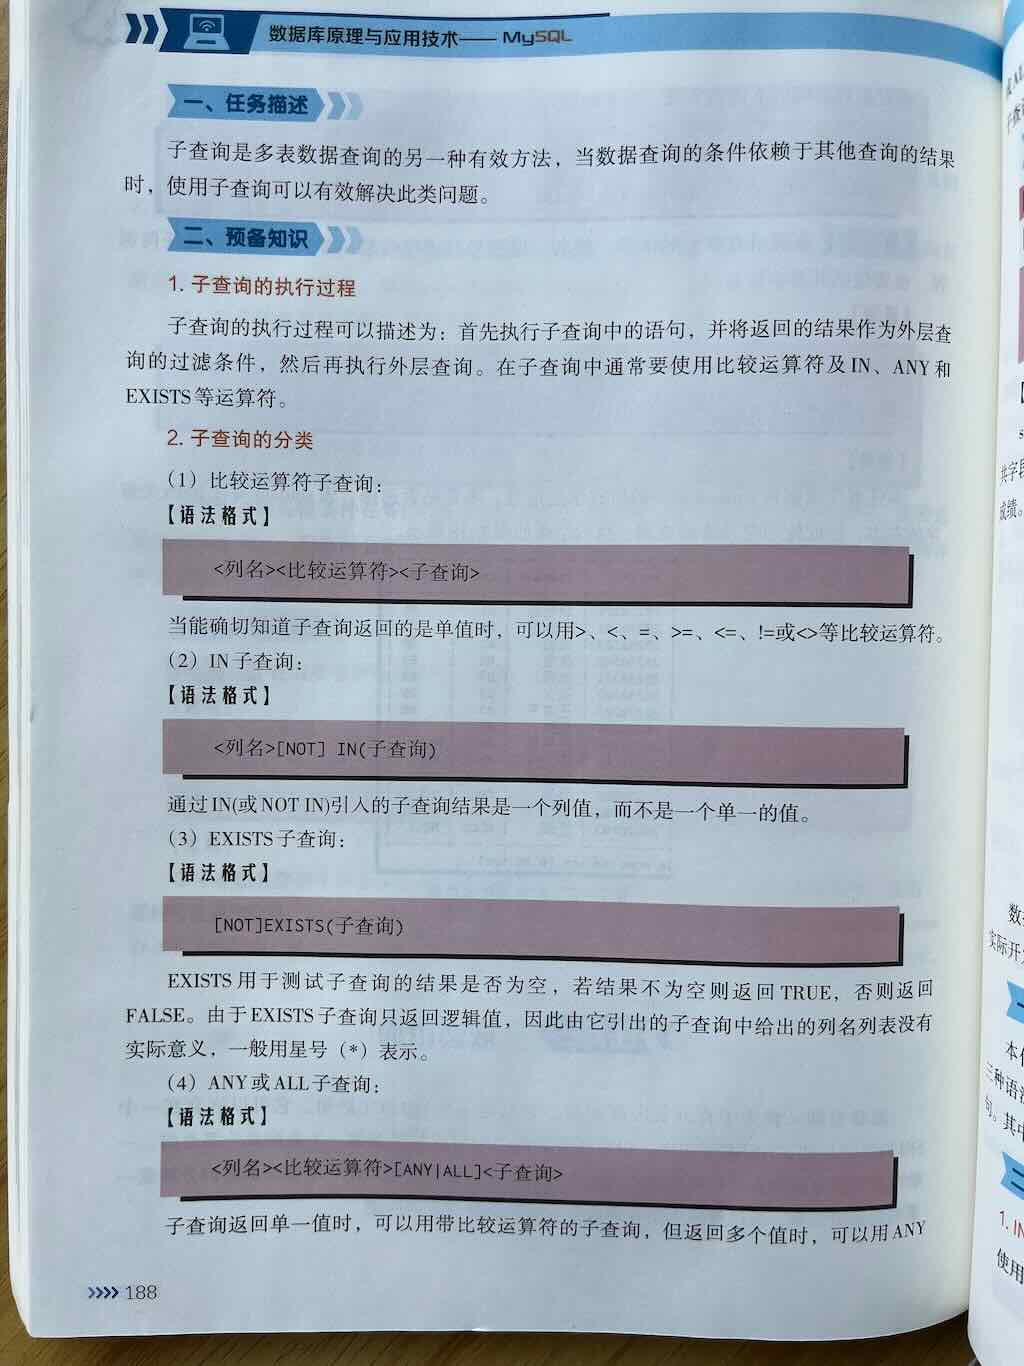 数据库原理与应用技术——MySQL
一、任务描述
子查询是多表数据查询的另一种有效方法，当数据查询的条件依赖于其他查询的结果
时，使用子查询可以有效解决此类问题。
二、预备知识
1. 子查询的执行过程
子查询的执行过程可以描述为：首先执行子查询中的语句，并将返回的结果作为外层查
询的过滤条件，然后再执行外层查询。在子查询中通常要使用比较运算符及 IN、ANY 和
EXISTS 等运算符。
2. 子查询的分类
（1）比较运算符子查询：
【语法格式】
<列名><比较运算符><子查询>
当能确切知道子查询返回的是单值时，可以用>、<、=、>=、<=、!=或<>等比较运算符。
（2）IN 子查询：
【语法格式】
<列名>[NOT] IN(子查询)
通过 IN(或 NOT IN)引入的子查询结果是一个列值，而不是一个单一的值。
（3）EXISTS 子查询：
【语法格式】
[NOT]EXISTS(子查询)
EXISTS 用于测试子查询的结果是否为空，若结果不为空则返回 TRUE，否则返回
FALSE。由于 EXISTS 子查询只返回逻辑值，因此由它引出的子查询中给出的列名列表没有
实际意义，一般用星号（*）表示。
（4）ANY 或 ALL 子查询：
【语法格式】
<列名><比较运算符>[ANY|ALL]<子查询>
子查询返回单一值时，可以用带比较运算符的子查询，但返回多个值时，可以用 ANY
>>>> 188
共字段
成绩。
实际开
三种语
句。其中
1. IN
使用